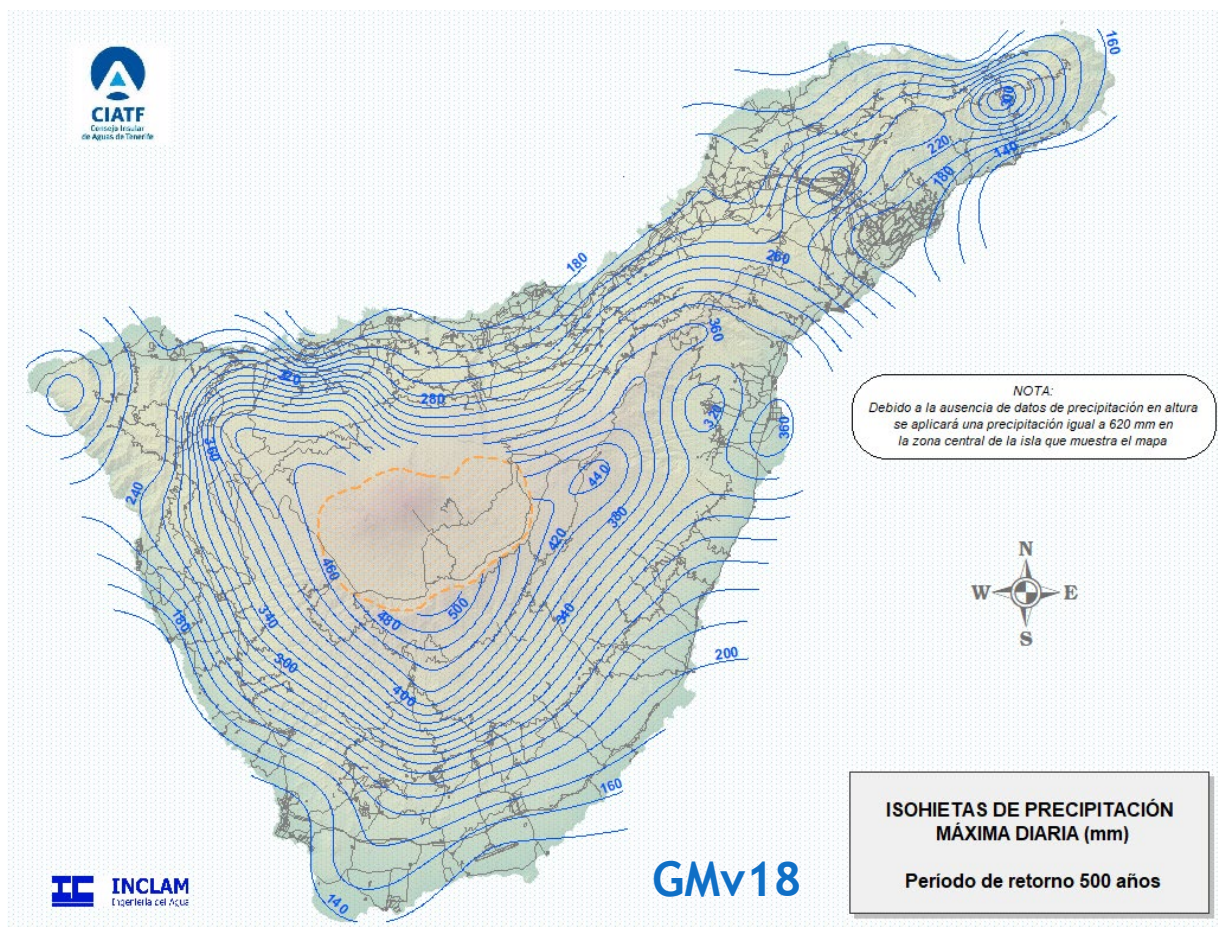 CIATF
Consejo Insular
de Aguas de Tenerife
160
220
140
180
260
180
360
280
360
360
240
440
380
420
460
500
480
340
340
180
300
400
200
160
140
NOTA:
Debido a la ausencia de datos de precipitación en altura
se aplicará una precipitación igual a 620 mm en
la zona central de la isla que muestra el mapa
N
W
E
S
ISOHIETAS DE PRECIPITACIÓN
MÁXIMA DIARIA (mm)
Período de retorno 500 años
GMv18
INCLAM
Ingeniería del Agua